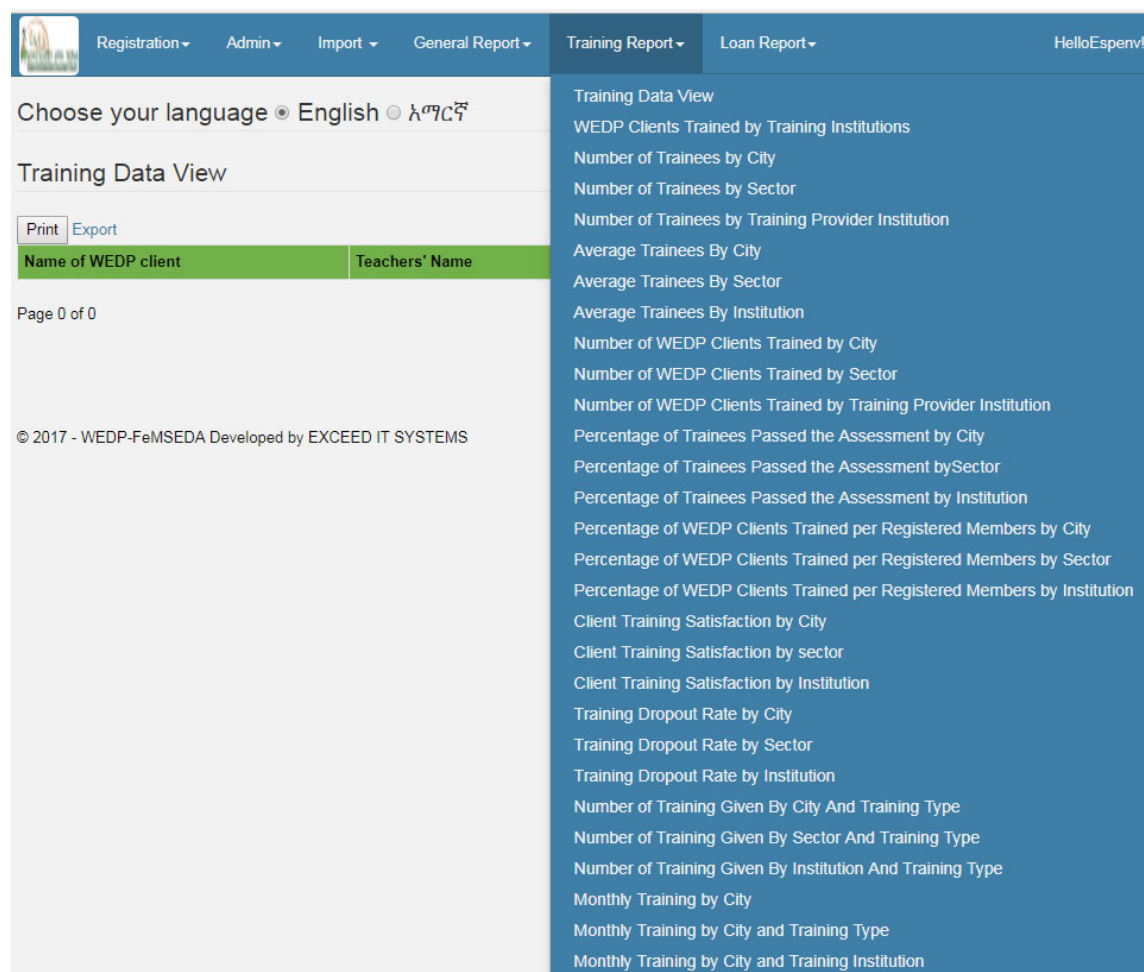 Registration Admin Import General Report Training Report Loan Report HelloEspenv!
Choose your language English አማርኛ
Training Data View
Print Export
Name of WEDP client Teachers' Name
Page 0 of 0
© 2017 - WEDP-FeMSEDA Developed by EXCEED IT SYSTEMS
Training Data View
WEDP Clients Trained by Training Institutions
Number of Trainees by City
Number of Trainees by Sector
Number of Trainees by Training Provider Institution
Average Trainees By City
Average Trainees By Sector
Average Trainees By Institution
Number of WEDP Clients Trained by City
Number of WEDP Clients Trained by Sector
Number of WEDP Clients Trained by Training Provider Institution
Percentage of Trainees Passed the Assessment by City
Percentage of Trainees Passed the Assessment bySector
Percentage of Trainees Passed the Assessment by Institution
Percentage of WEDP Clients Trained per Registered Members by City
Percentage of WEDP Clients Trained per Registered Members by Sector
Percentage of WEDP Clients Trained per Registered Members by Institution
Client Training Satisfaction by City
Client Training Satisfaction by sector
Client Training Satisfaction by Institution
Training Dropout Rate by City
Training Dropout Rate by Sector
Training Dropout Rate by Institution
Number of Training Given By City And Training Type
Number of Training Given By Sector And Training Type
Number of Training Given By Institution And Training Type
Monthly Training by City
Monthly Training by City and Training Type
Monthly Training by City and Training Institution